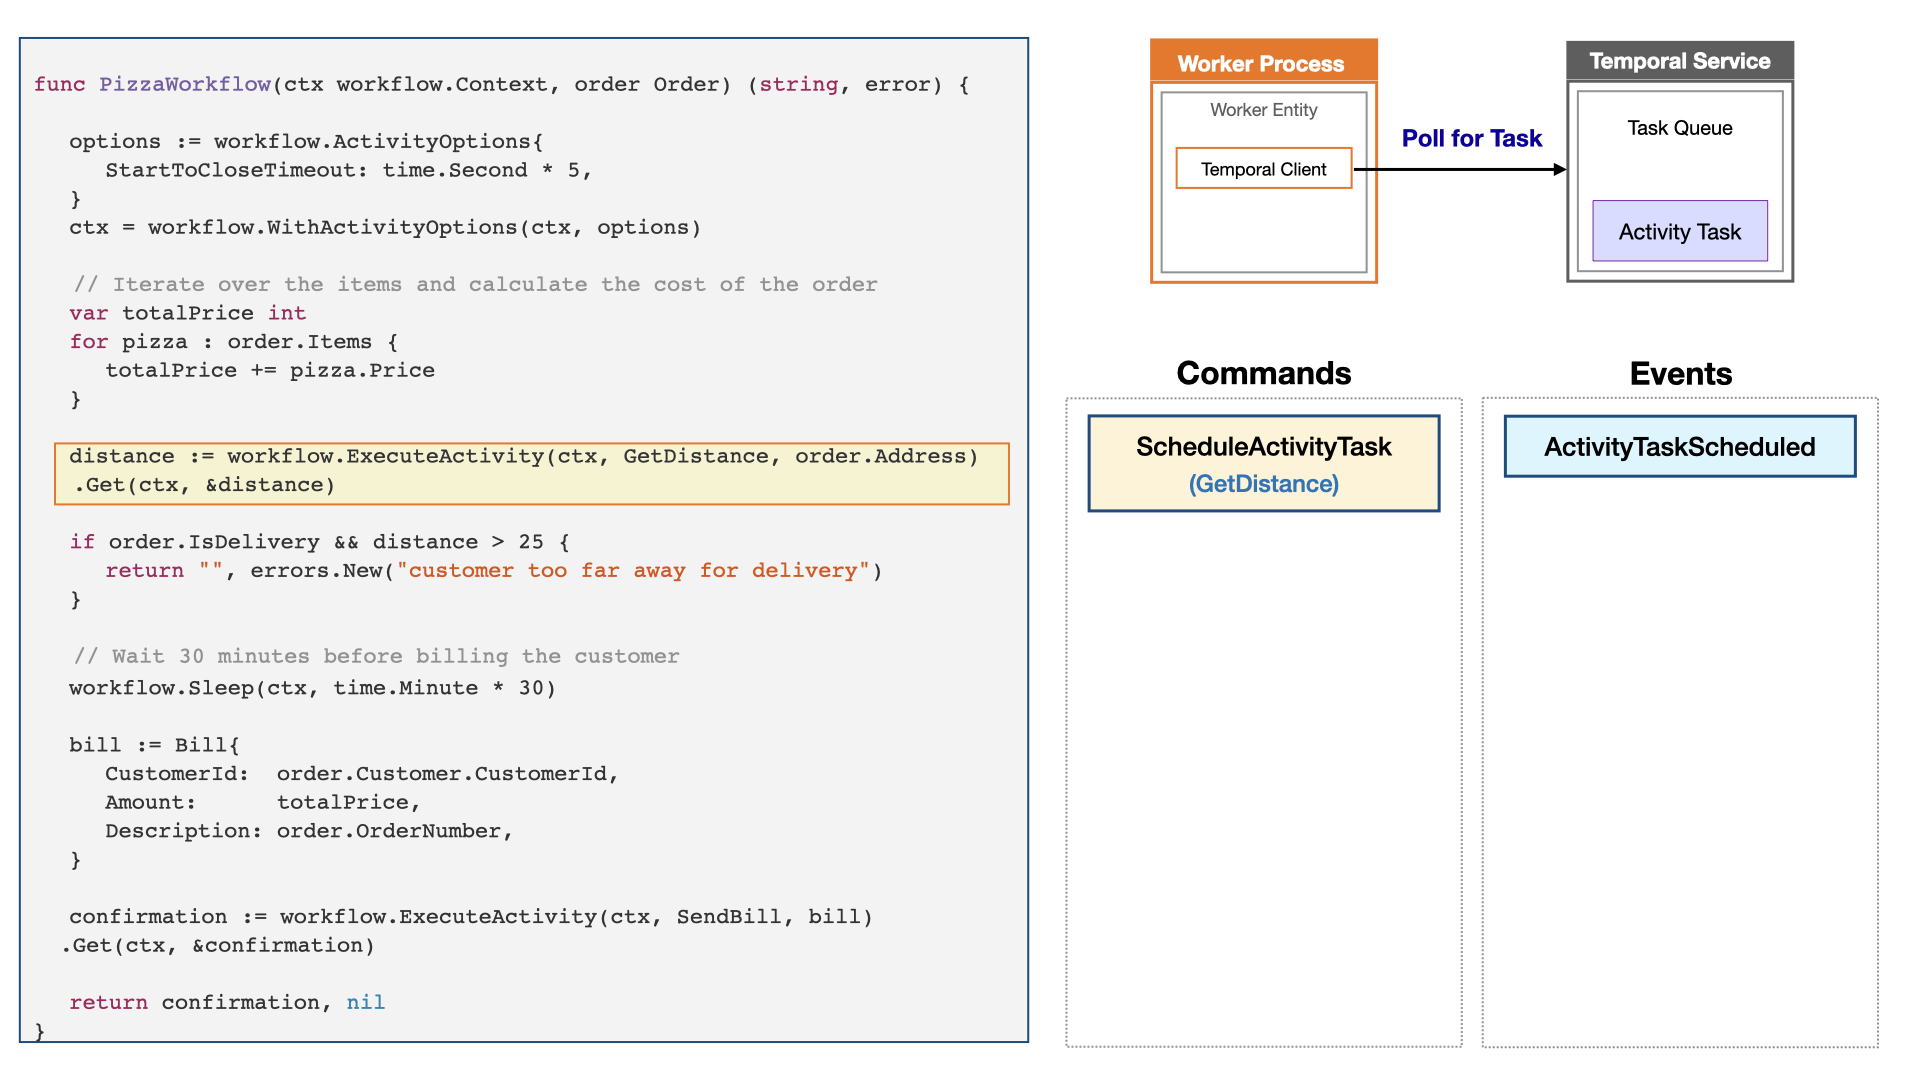 func PizzaWorkflow(ctx workflow.Context, order Order) (string, error) {
options := workflow.ActivityOptions{
StartToCloseTimeout: time.Second * 5,
}
ctx = workflow.WithActivityOptions(ctx, options)
// Iterate over the items and calculate the cost of the order
var totalPrice int
for pizza : order.Items {
totalPrice += pizza.Price
}
distance := workflow.ExecuteActivity(ctx, GetDistance, order.Address)
.Get(ctx, &distance)
if order.IsDelivery && distance > 25 {
return "", errors.New("customer too far away for delivery")
}
// Wait 30 minutes before billing the customer
workflow.Sleep(ctx, time.Minute * 30)
bill := Bill{
CustomerId: order.Customer.CustomerId,
Amount: totalPrice,
Description: order.OrderNumber,
}
confirmation := workflow.ExecuteActivity(ctx, SendBill, bill)
.Get(ctx, &confirmation)
return confirmation, nil
}
Worker Process
Worker Entity
Temporal Client
Poll for Task
Temporal Service
Task Queue
Activity Task
Commands
ScheduleActivityTask
(GetDistance)
Events
ActivityTaskScheduled